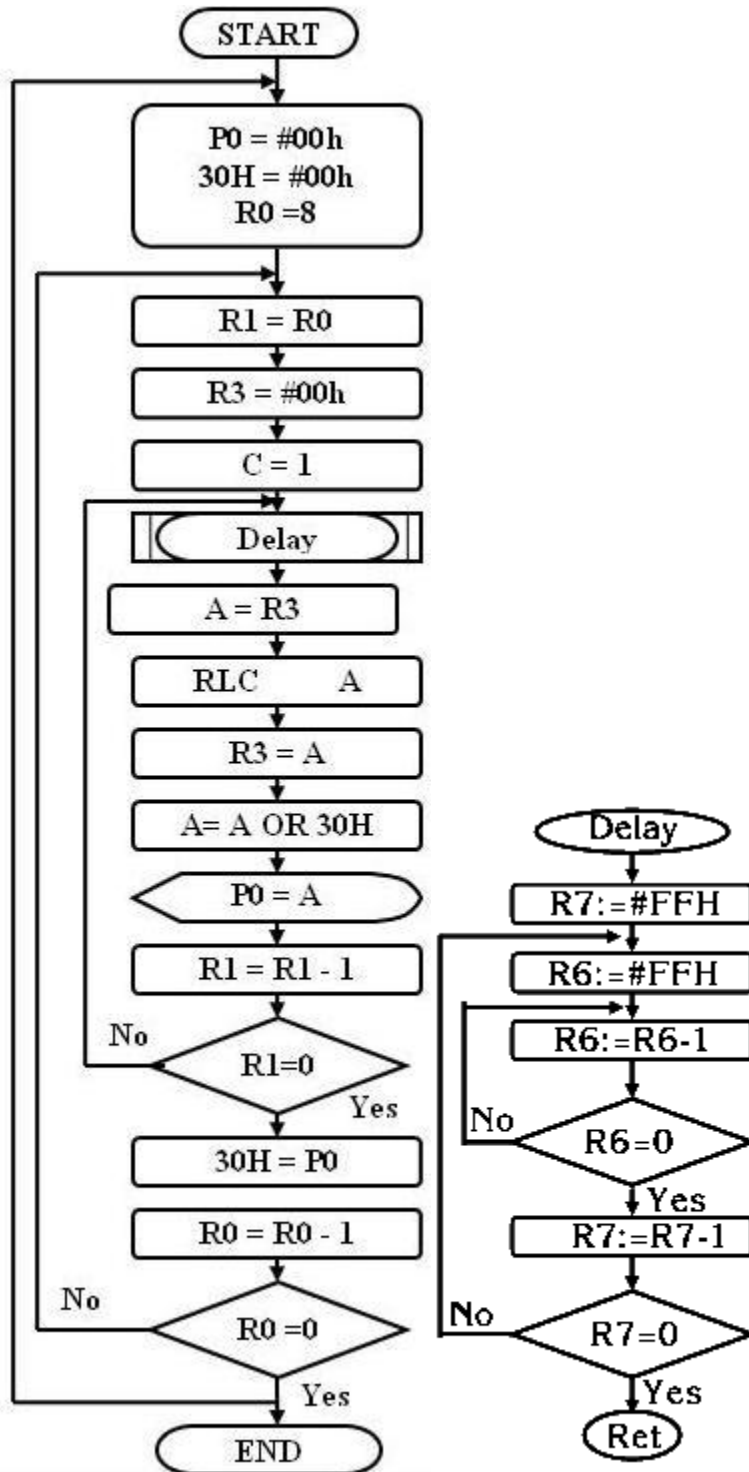 START
P0 = #00h
30H = #00h
R0 =8
R1 = R0
R3 = #00h
C = 1
Delay
A = R3
RLC A
R3 = A
A= A OR 30H
P0 = A
R1 = R1 - 1
No
R1=0
Yes
30H = P0
R0 = R0 - 1
No
R0 =0
Yes
END
Delay
R7:=#FFH
R6:=#FFH
R6:=R6-1
No
R6=0
Yes
R7:=R7-1
No
R7=0
Yes
Ret